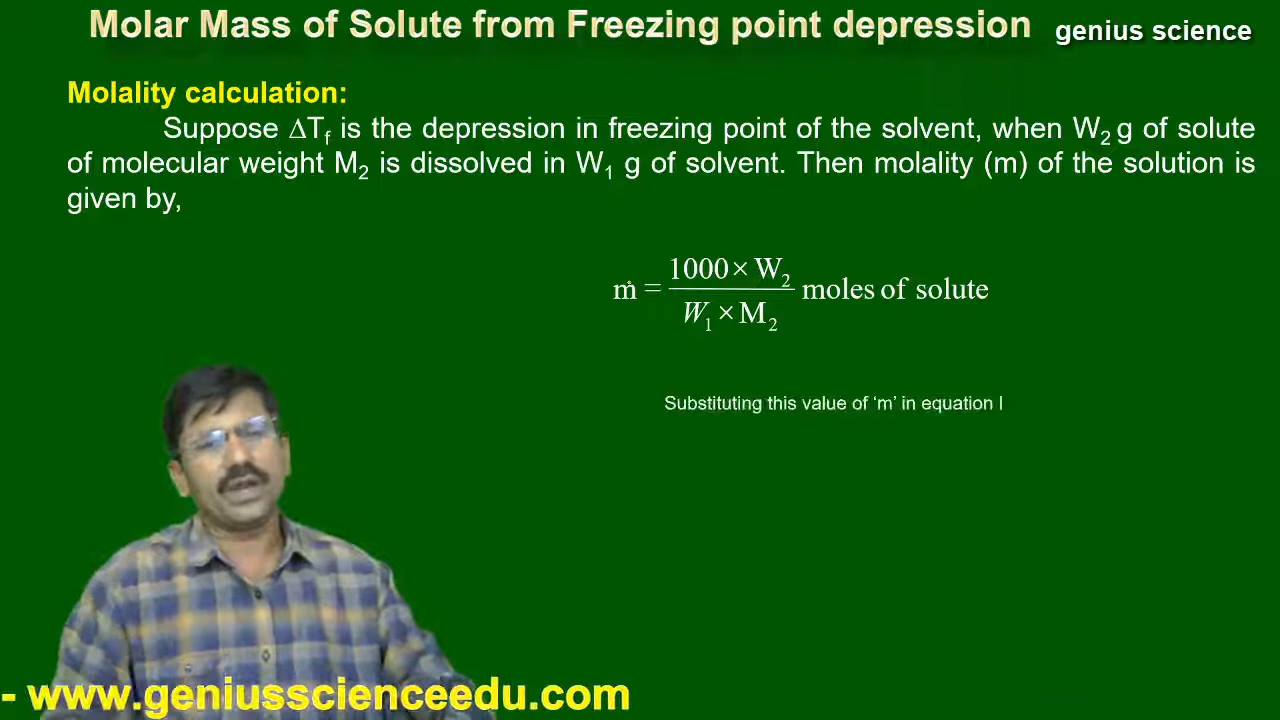 Molar Mass of Solute from Freezing point depression
genius science
Molality calculation:
Suppose ΔTf is the depression in freezing point of the solvent, when W2 g of solute
of molecular weight M2 is dissolved in W1 g of solvent. Then molality (m) of the solution is
given by,
m = 1000 × W2 / W1 × M2 moles of solute
Substituting this value of ‘m’ in equation I
- www.geniusscienceedu.com